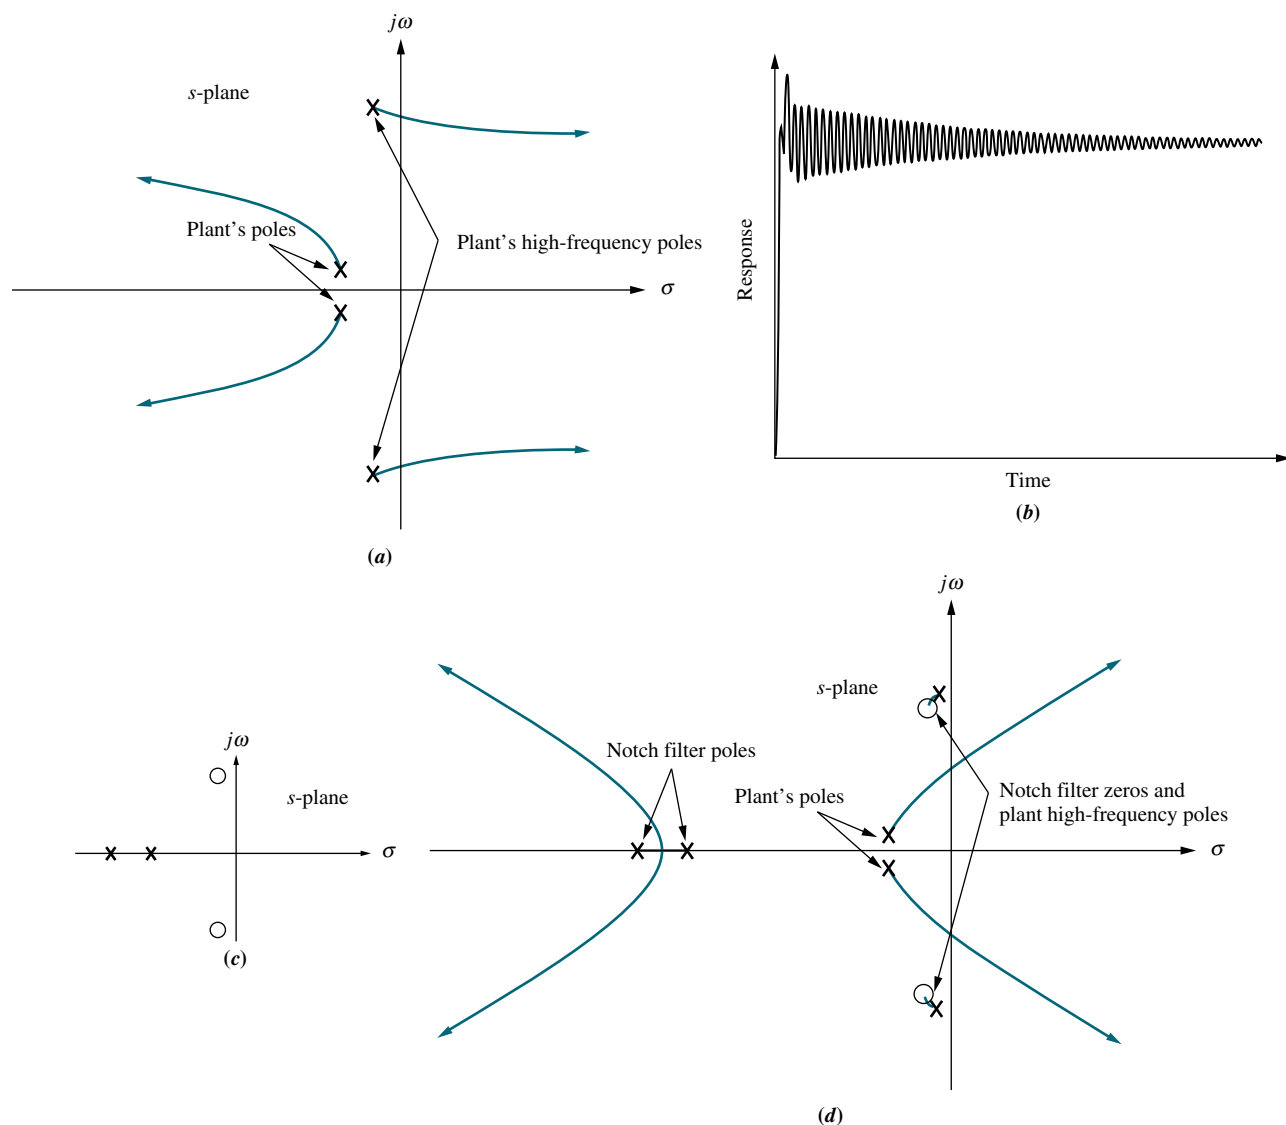 jω
s-plane
Plant's poles
Plant's high-frequency poles
σ
(a)
Response
Time
(b)
jω
s-plane
σ
(c)
jω
s-plane
Notch filter poles
Plant's poles
Notch filter zeros and
plant high-frequency poles
σ
(d)